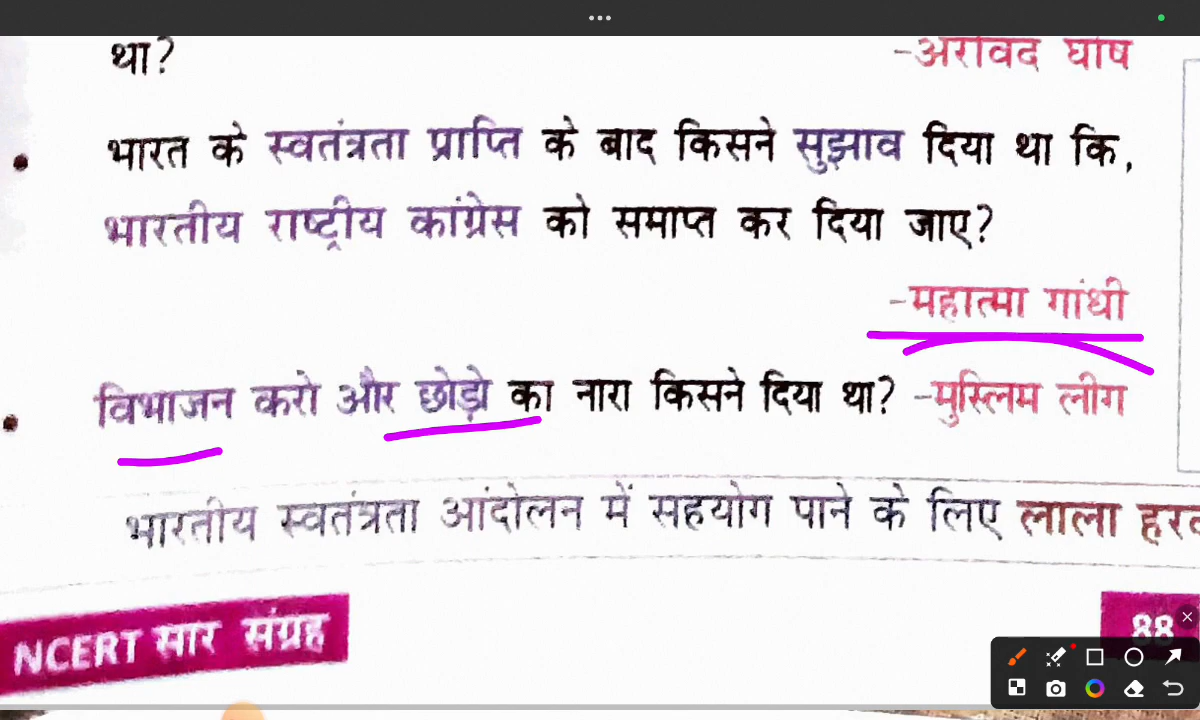 था?
-अरविंद घोष
भारत के स्वतंत्रता प्राप्ति के बाद किसने सुझाव दिया था कि,
भारतीय राष्ट्रीय कांग्रेस को समाप्त कर दिया जाए?
-महात्मा गांधी
विभाजन करो और छोड़ो का नारा किसने दिया था? -मुस्लिम लीग
भारतीय स्वतंत्रता आंदोलन में सहयोग पाने के लिए लाला
NCERT सार संग्रह
88